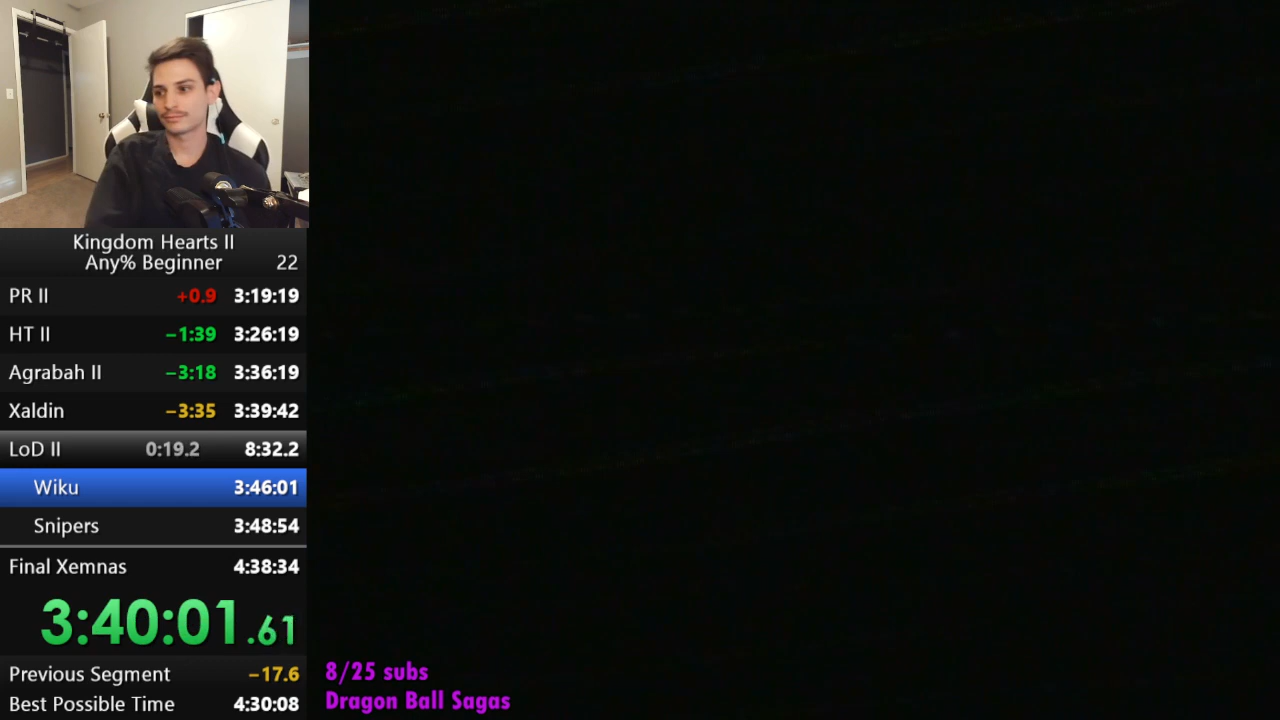 Kingdom Hearts II
Any% Beginner 22
PR II +0.9 3:19:19
HT II −1:39 3:26:19
Agrabah II −3:18 3:36:19
Xaldin −3:35 3:39:42
LoD II 0:19.2 8:32.2
Wiku 3:46:01
Snipers 3:48:54
Final Xemnas 4:38:34
3:40:01.61
Previous Segment −17.6
Best Possible Time 4:30:08
8/25 subs
Dragon Ball Sagas